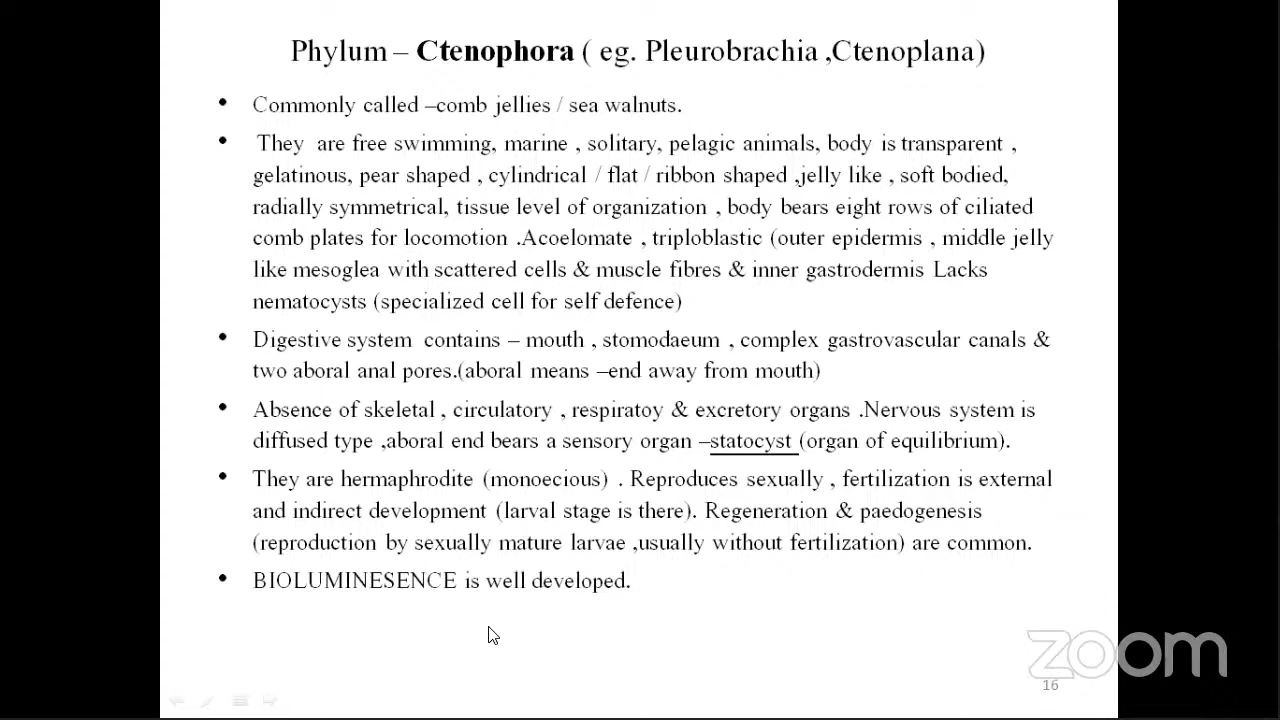 Phylum – Ctenophora ( eg. Pleurobrachia ,Ctenoplana)
• Commonly called –comb jellies / sea walnuts.
• They are free swimming, marine , solitary, pelagic animals, body is transparent ,
gelatinous, pear shaped , cylindrical / flat / ribbon shaped ,jelly like , soft bodied,
radially symmetrical, tissue level of organization , body bears eight rows of ciliated
comb plates for locomotion .Acoelomate , triploblastic (outer epidermis , middle jelly
like mesoglea with scattered cells & muscle fibres & inner gastrodermis Lacks
nematocysts (specialized cell for self defence)
• Digestive system contains – mouth , stomodaeum , complex gastrovascular canals &
two aboral anal pores.(aboral means –end away from mouth)
• Absence of skeletal , circulatory , respiratoy & excretory organs .Nervous system is
diffused type ,aboral end bears a sensory organ –statocyst (organ of equilibrium).
• They are hermaphrodite (monoecious) . Reproduces sexually , fertilization is external
and indirect development (larval stage is there). Regeneration & paedogenesis
(reproduction by sexually mature larvae ,usually without fertilization) are common.
• BIOLUMINESENCE is well developed.
zoom
16